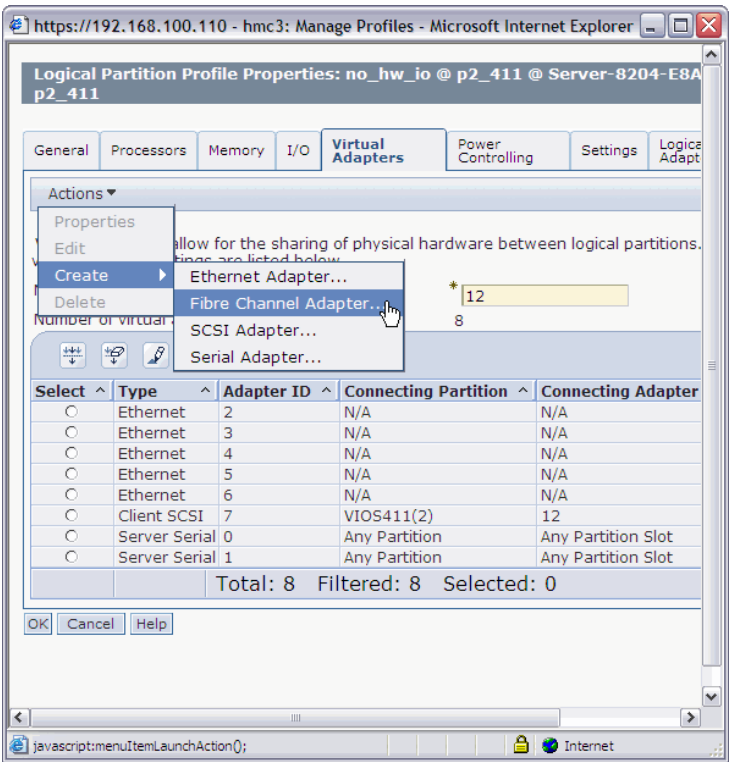 https://192.168.100.110 - hmc3: Manage Profiles - Microsoft Internet Explorer
Logical Partition Profile Properties: no_hw_io @ p2_411 @ Server-8204-E8A
p2_411
General Processors Memory I/O Virtual Adapters Power Controlling Settings Logica Adapt
Actions
Properties
Edit
allow for the sharing of physical hardware between logical partitions.
Create
Ethernet Adapter...
Delete
Fibre Channel Adapter...
* 12
Number of virtual
8
SCSI Adapter...
Serial Adapter...
Select Type Adapter ID Connecting Partition Connecting Adapter
Ethernet 2 N/A N/A
Ethernet 3 N/A N/A
Ethernet 4 N/A N/A
Ethernet 5 N/A N/A
Ethernet 6 N/A N/A
Client SCSI 7 VIOS411(2) 12
Server Serial 0 Any Partition Any Partition Slot
Server Serial 1 Any Partition Any Partition Slot
Total: 8 Filtered: 8 Selected: 0
OK Cancel Help
javascript:menuItemLaunchAction(); Internet